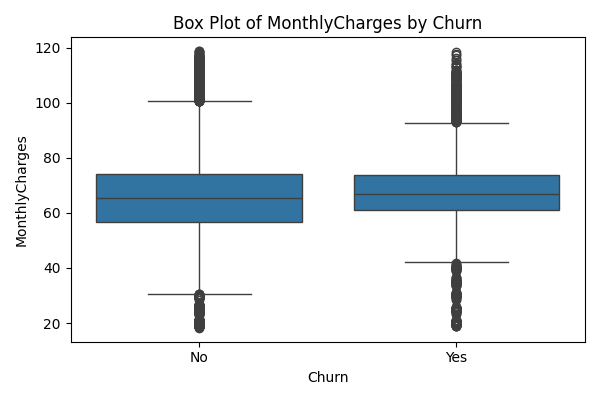 Box Plot of MonthlyCharges by Churn
120
100
80
60
40
20
MonthlyCharges
No
Yes
Churn